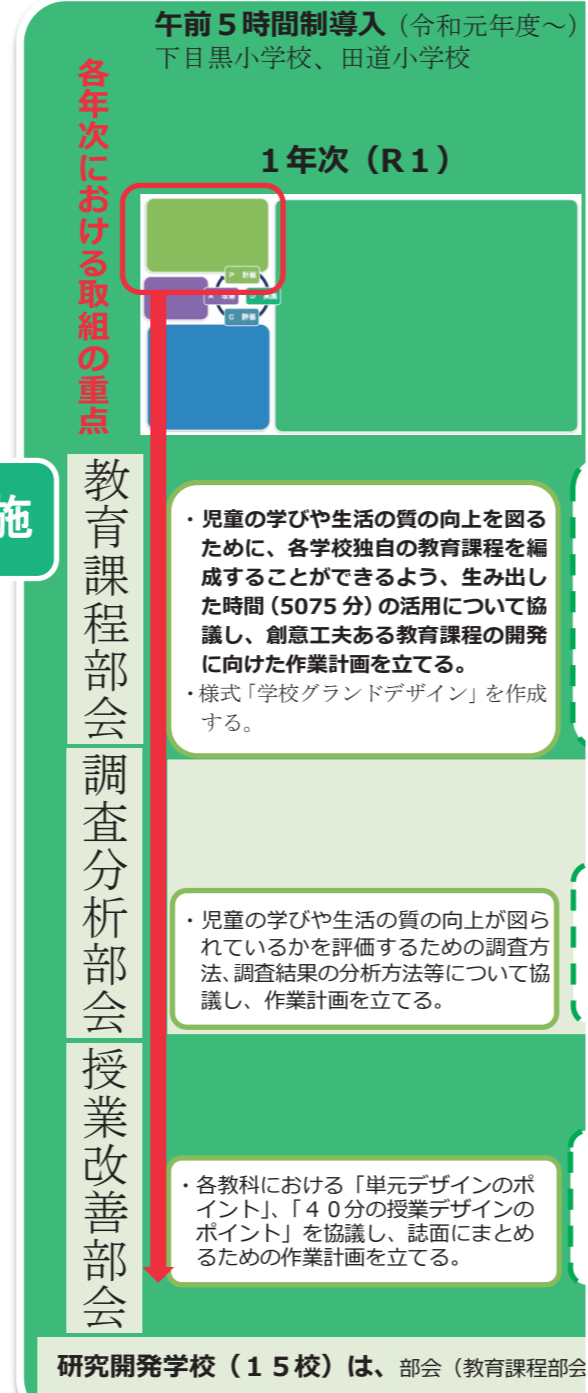 午前５時間制導入（令和元年度～）
下目黒小学校、田道小学校
各年次における取組の重点
１年次（R１）
P 計画
C 評価
施
教育課程部会
・児童の学びや生活の質の向上を図る
ために、各学校独自の教育課程を編
成することができるよう、生み出し
た時間（5075 分）の活用について協
議し、創意工夫ある教育課程の開発
に向けた作業計画を立てる。
・様式「学校グランドデザイン」を作成
する。
調査分析部会
・児童の学びや生活の質の向上が図ら
れているかを評価するための調査方
法、調査結果の分析方法等について協
議し、作業計画を立てる。
授業改善部会
・各教科における「単元デザインのポ
イント」、「４０分の授業デザインの
ポイント」を協議し、誌面にまとめ
るための作業計画を立てる。
研究開発学校（１５校）は、部会（教育課程部会